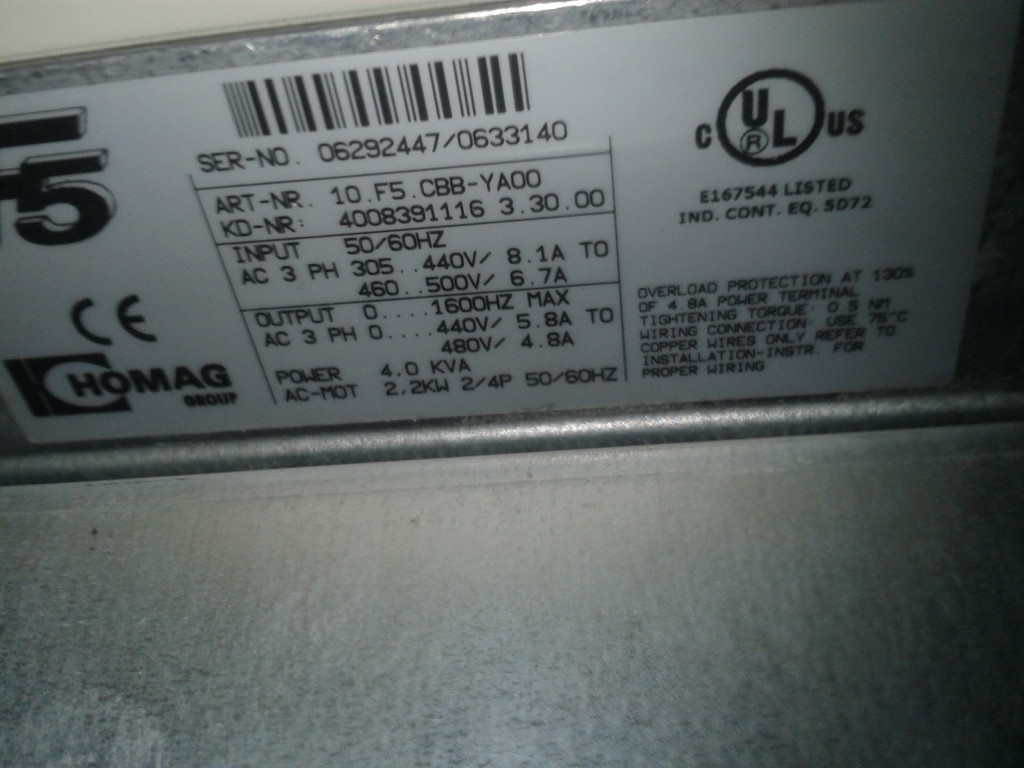 F5
SER-NO. 06292447/0633140
ART-NR. 10.F5.CBB-YA00
KD-NR: 4008391116 3.30.00
INPUT 50/60HZ
AC 3 PH 305..440V/ 8.1A TO
460..500V/ 6.7A
OUTPUT 0....1600HZ MAX
AC 3 PH 0....440V/ 5.8A TO
480V/ 4.8A
POWER 4.0 KVA
AC-MOT 2.2KW 2/4P 50/60HZ
CE
HOMAG
GROUP
C UL US
®
E167544 LISTED
IND. CONT. EQ. 5D72
OVERLOAD PROTECTION AT 130%
OF 4.8A POWER TERMINAL
TIGHTENING TORQUE: 0.5 NM
WIRING CONNECTION: USE 75°C
COPPER WIRES ONLY REFER TO
INSTALLATION-INSTR. FOR
PROPER WIRING